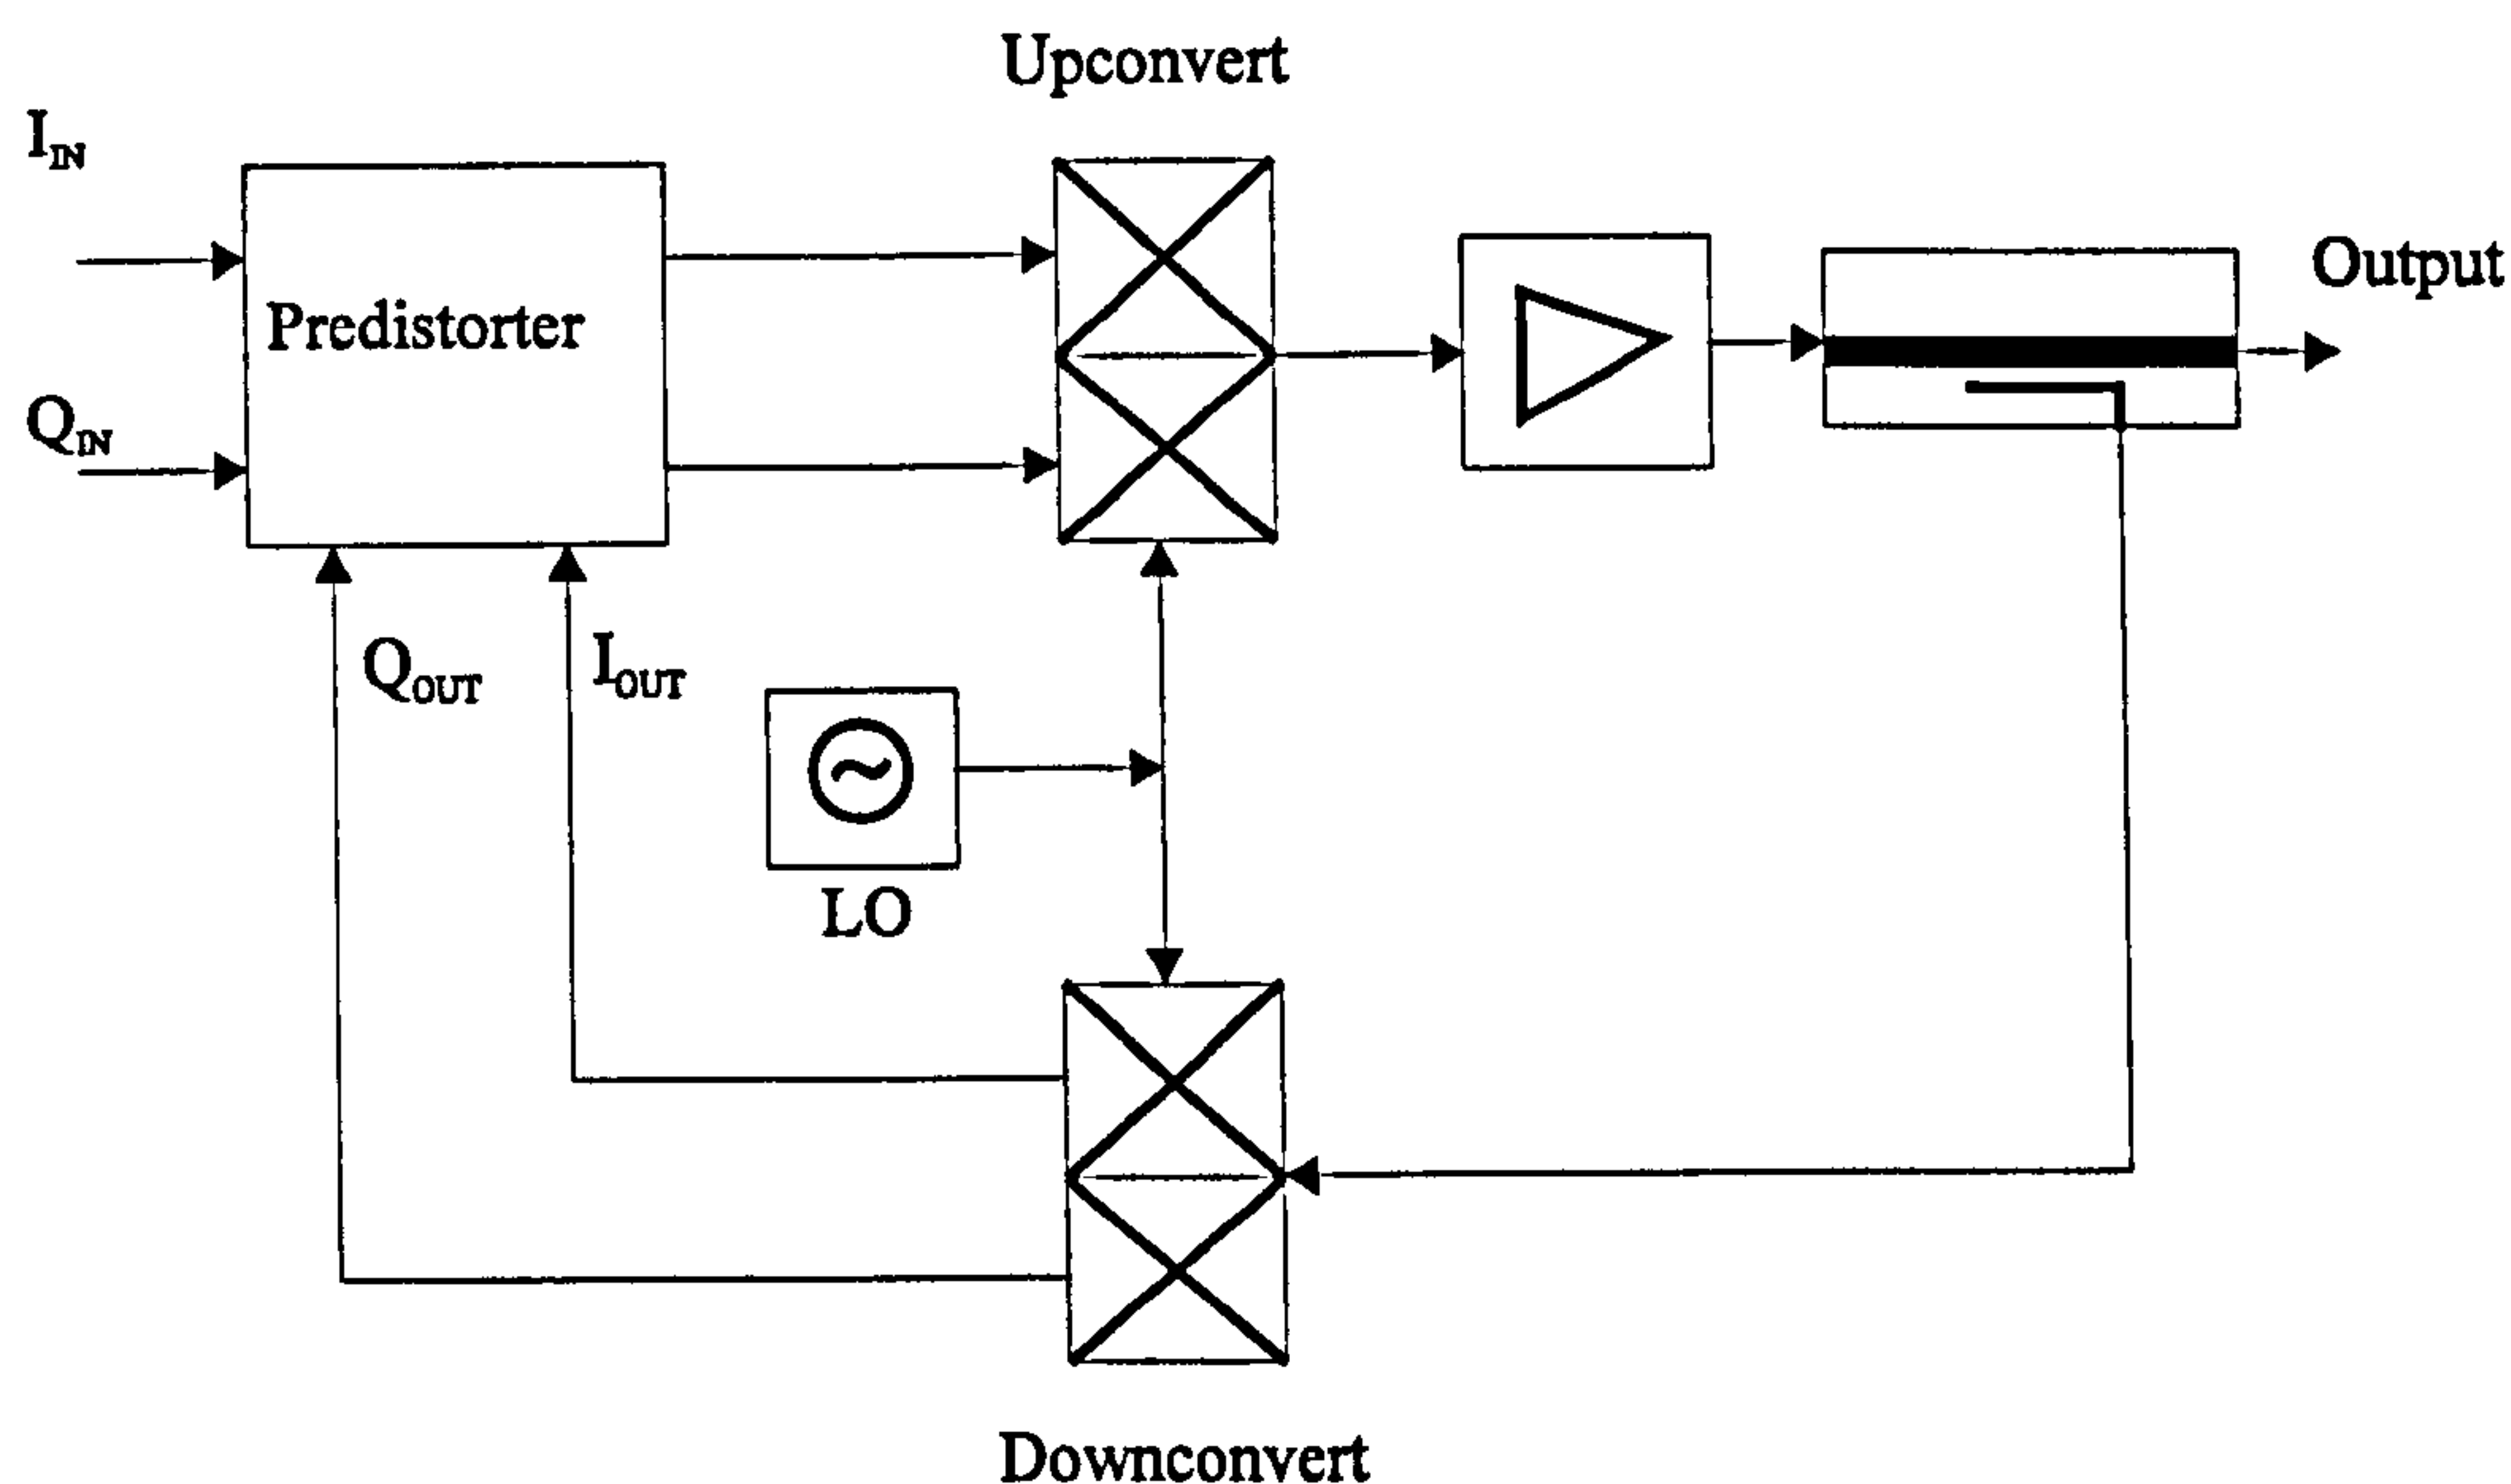 Upconvert
I_IN
Output
Predistorter
Q_IN
Q_OUT
I_OUT
~
LO
Downconvert